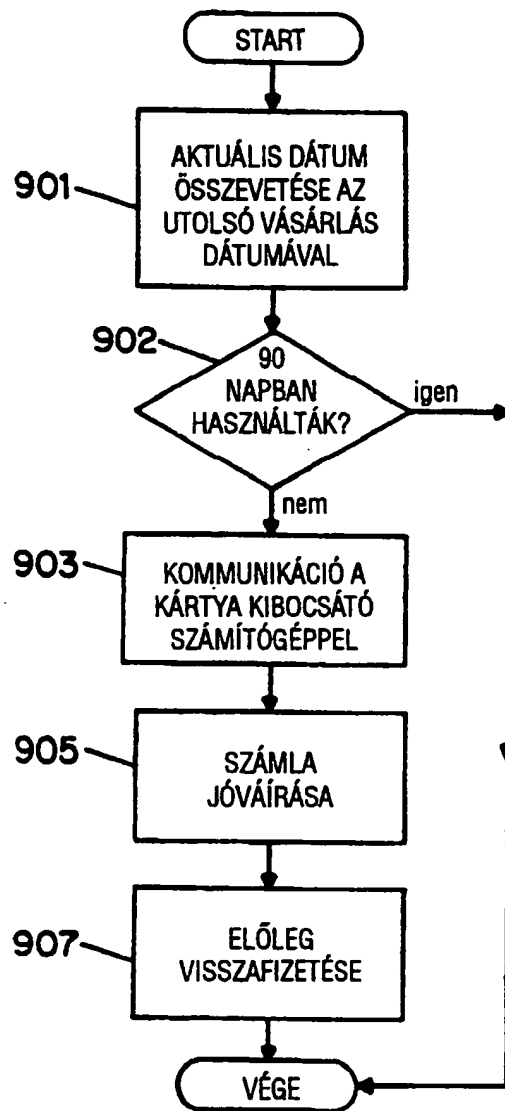 START
901
AKTUÁLIS DÁTUM
ÖSSZEVETÉSE AZ
UTOLSÓ VÁSÁRLÁS
DÁTUMÁVAL
902
90
NAPBAN
HASZNÁLTÁK?
igen
nem
903
KOMMUNIKÁCIÓ A
KÁRTYA KIBOCSÁTÓ
SZÁMÍTÓGÉPPEL
905
SZÁMLA
JÓVÁÍRÁSA
907
ELŐLEG
VISSZAFIZETÉSE
VÉGE